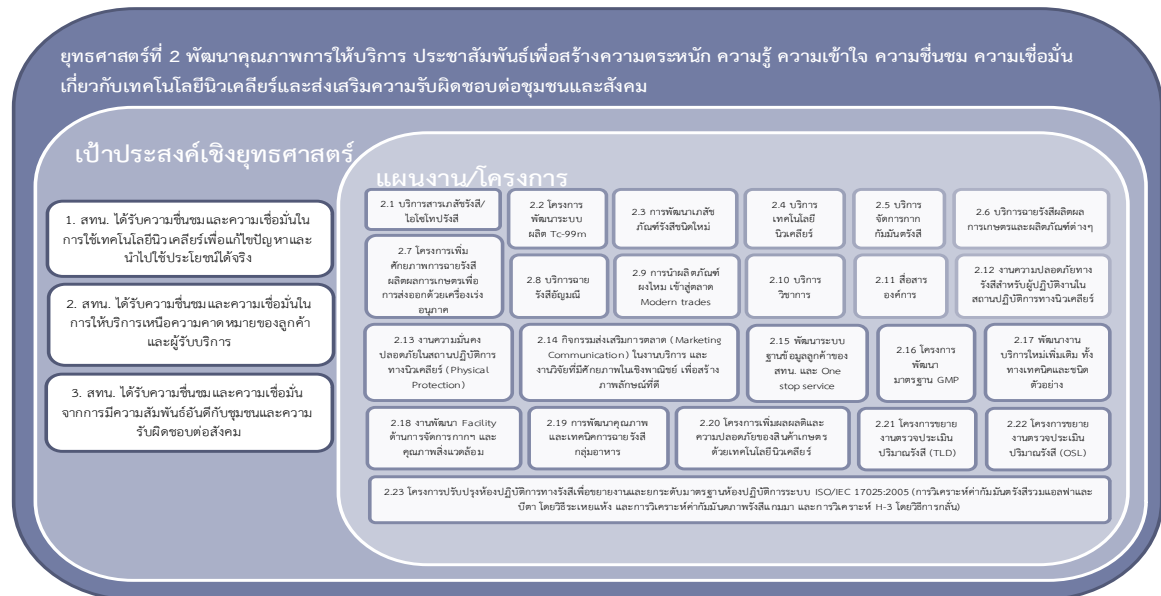 ยุทธศาสตร์ที่ 2 พัฒนาคุณภาพการให้บริการ ประชาสัมพันธ์เพื่อสร้างความตระหนัก ความรู้ ความเข้าใจ ความชื่นชม ความเชื่อมั่น
เกี่ยวกับเทคโนโลยีนิวเคลียร์และส่งเสริมความรับผิดชอบต่อชุมชนและสังคม
เป้าประสงค์เชิงยุทธศาสตร์
1. สทน. ได้รับความชื่นชมและความเชื่อมั่นใน
การใช้เทคโนโลยีนิวเคลียร์เพื่อแก้ไขปัญหาและ
นำไปใช้ประโยชน์ได้จริง
2. สทน. ได้รับความชื่นชมและความเชื่อมั่นใน
การให้บริการเหนือความคาดหมายของลูกค้า
และผู้รับบริการ
3. สทน. ได้รับความชื่นชมและความเชื่อมั่น
จากการมีความสัมพันธ์อันดีกับชุมชนและความ
รับผิดชอบต่อสังคม
แผนงาน/โครงการ
2.1 บริการสารเภสัชรังสี/
ไอโซโทปรังสี
2.2 โครงการ
พัฒนาระบบ
ผลิต Tc-99m
2.3 การพัฒนาเภสัช
ภัณฑ์รังสีชนิดใหม่
2.4 บริการ
เทคโนโลยี
นิวเคลียร์
2.5 บริการ
จัดการกาก
กัมมันตรังสี
2.6 บริการฉายรังสีผลิตผล
การเกษตรและผลิตภัณฑ์ต่างๆ
2.7 โครงการเพิ่ม
ศักยภาพการฉายรังสี
ผลิตผลการเกษตรเพื่อ
การส่งออกด้วยเครื่องเร่ง
อนุภาค
2.8 บริการฉาย
รังสีอัญมณี
2.9 การนำผลิตภัณฑ์
ผงไหม เข้าสู่ตลาด
Modern trades
2.10 บริการ
วิชาการ
2.11 สื่อสาร
องค์การ
2.12 งานความปลอดภัยทาง
รังสีสำหรับผู้ปฏิบัติงานใน
สถานปฏิบัติการทางนิวเคลียร์
2.13 งานความมั่นคง
ปลอดภัยในสถานปฏิบัติการ
ทางนิวเคลียร์ (Physical
Protection)
2.14 กิจกรรมส่งเสริมการตลาด (Marketing
Communication) ในงานบริการ และ
งานวิจัยที่มีศักยภาพในเชิงพาณิชย์ เพื่อสร้าง
ภาพลักษณ์ที่ดี
2.15 พัฒนาระบบ
ฐานข้อมูลลูกค้าของ
สทน. และ One
stop service
2.16 โครงการ
พัฒนา
มาตรฐาน GMP
2.17 พัฒนางาน
บริการใหม่เพิ่มเติม ทั้ง
ทางเทคนิคและชนิด
ตัวอย่าง
2.18 งานพัฒนา Facility
ด้านการจัดการกากฯ และ
คุณภาพสิ่งแวดล้อม
2.19 การพัฒนาคุณภาพ
และเทคนิคการฉายรังสี
กลุ่มอาหาร
2.20 โครงการเพิ่มผลผลิตและ
ความปลอดภัยของสินค้าเกษตร
ด้วยเทคโนโลยีนิวเคลียร์
2.21 โครงการขยาย
งานตรวจประเมิน
ปริมาณรังสี (TLD)
2.22 โครงการขยาย
งานตรวจประเมิน
ปริมาณรังสี (OSL)
2.23 โครงการปรับปรุงห้องปฏิบัติการทางรังสีเพื่อขยายงานและยกระดับมาตรฐานห้องปฏิบัติการระบบ ISO/IEC 17025:2005 (การวิเคราะห์ค่ากัมมันตรังสีรวมแอลฟาและ
บีตา โดยวิธีระเหยแห้ง และการวิเคราะห์ค่ากัมมันตภาพรังสีแกมมา และการวิเคราะห์ H-3 โดยวิธีการกลั่น)